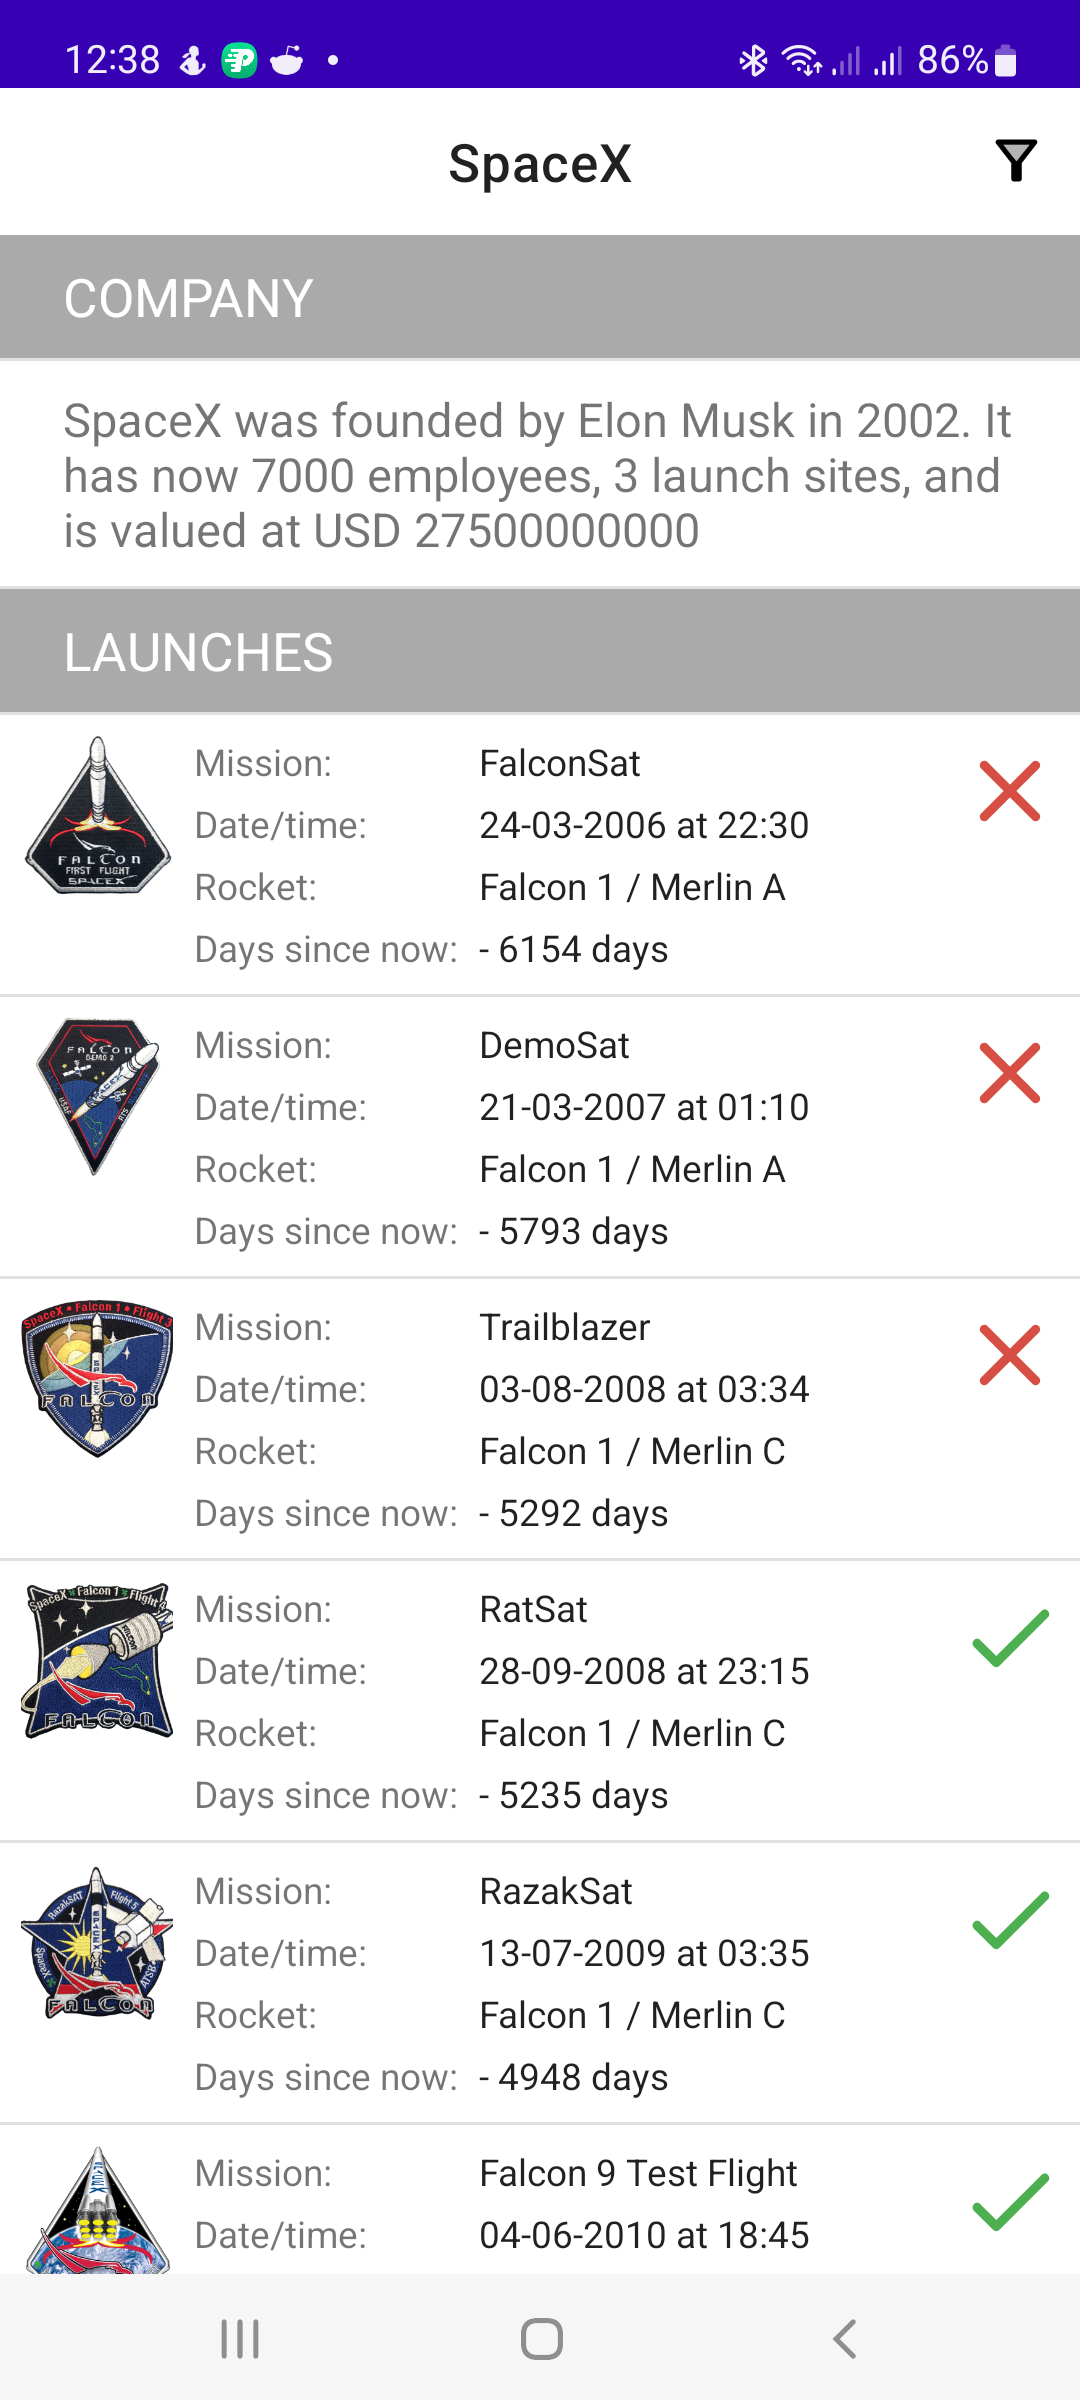 12:38
86%
SpaceX
COMPANY
SpaceX was founded by Elon Musk in 2002. It
has now 7000 employees, 3 launch sites, and
is valued at USD 27500000000
LAUNCHES
FALCON
FIRST FLIGHT
SPACEX
Mission: FalconSat
Date/time: 24-03-2006 at 22:30
Rocket: Falcon 1 / Merlin A
Days since now: - 6154 days
FALCON
DEMO 2
Mission: DemoSat
Date/time: 21-03-2007 at 01:10
Rocket: Falcon 1 / Merlin A
Days since now: - 5793 days
SpaceX • Falcon 1 • Flight 3
FALCON
Mission: Trailblazer
Date/time: 03-08-2008 at 03:34
Rocket: Falcon 1 / Merlin C
Days since now: - 5292 days
SpaceX Falcon 1 Flight 4
FALCON
Mission: RatSat
Date/time: 28-09-2008 at 23:15
Rocket: Falcon 1 / Merlin C
Days since now: - 5235 days
RazakSAT Flight 5
SpaceX ATSB
FALCON
Mission: RazakSat
Date/time: 13-07-2009 at 03:35
Rocket: Falcon 1 / Merlin C
Days since now: - 4948 days
Mission: Falcon 9 Test Flight
Date/time: 04-06-2010 at 18:45